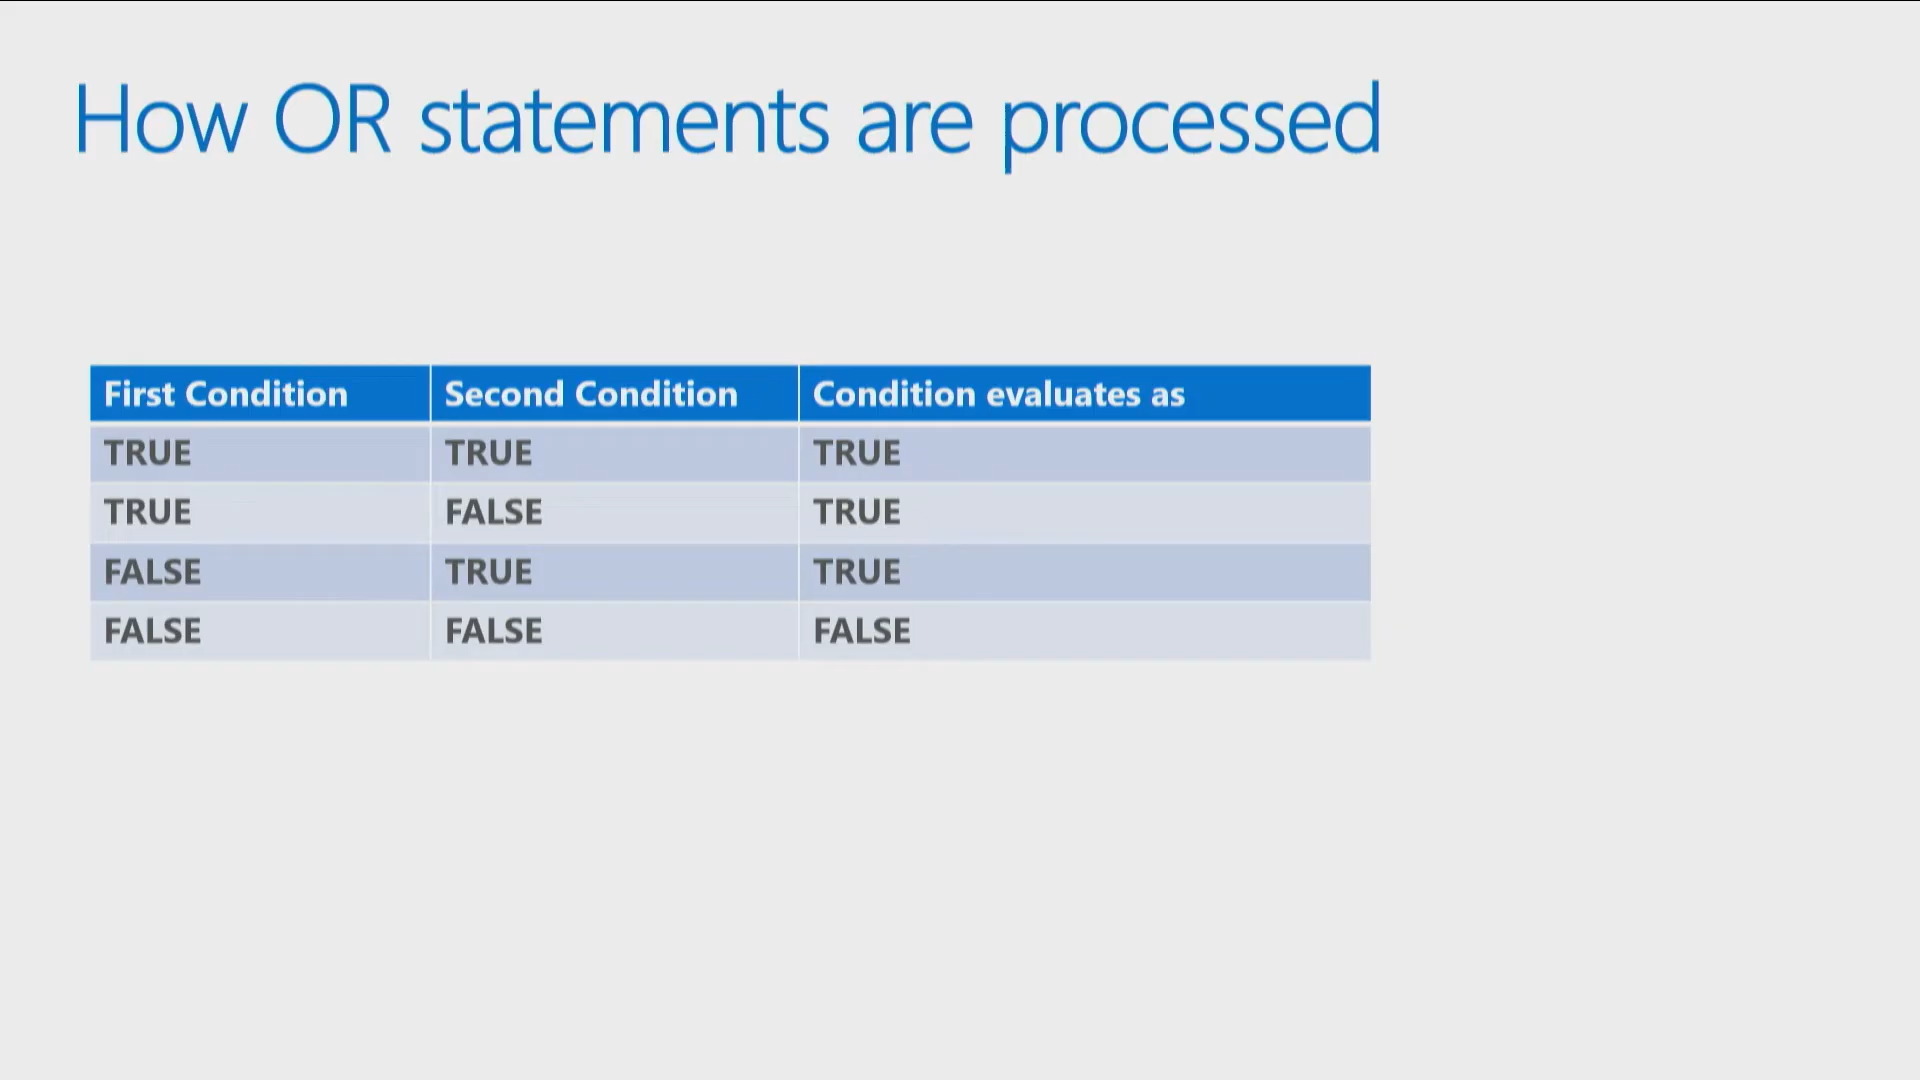 How OR statements are processed
First Condition Second Condition Condition evaluates as
TRUE TRUE TRUE
TRUE FALSE TRUE
FALSE TRUE TRUE
FALSE FALSE FALSE